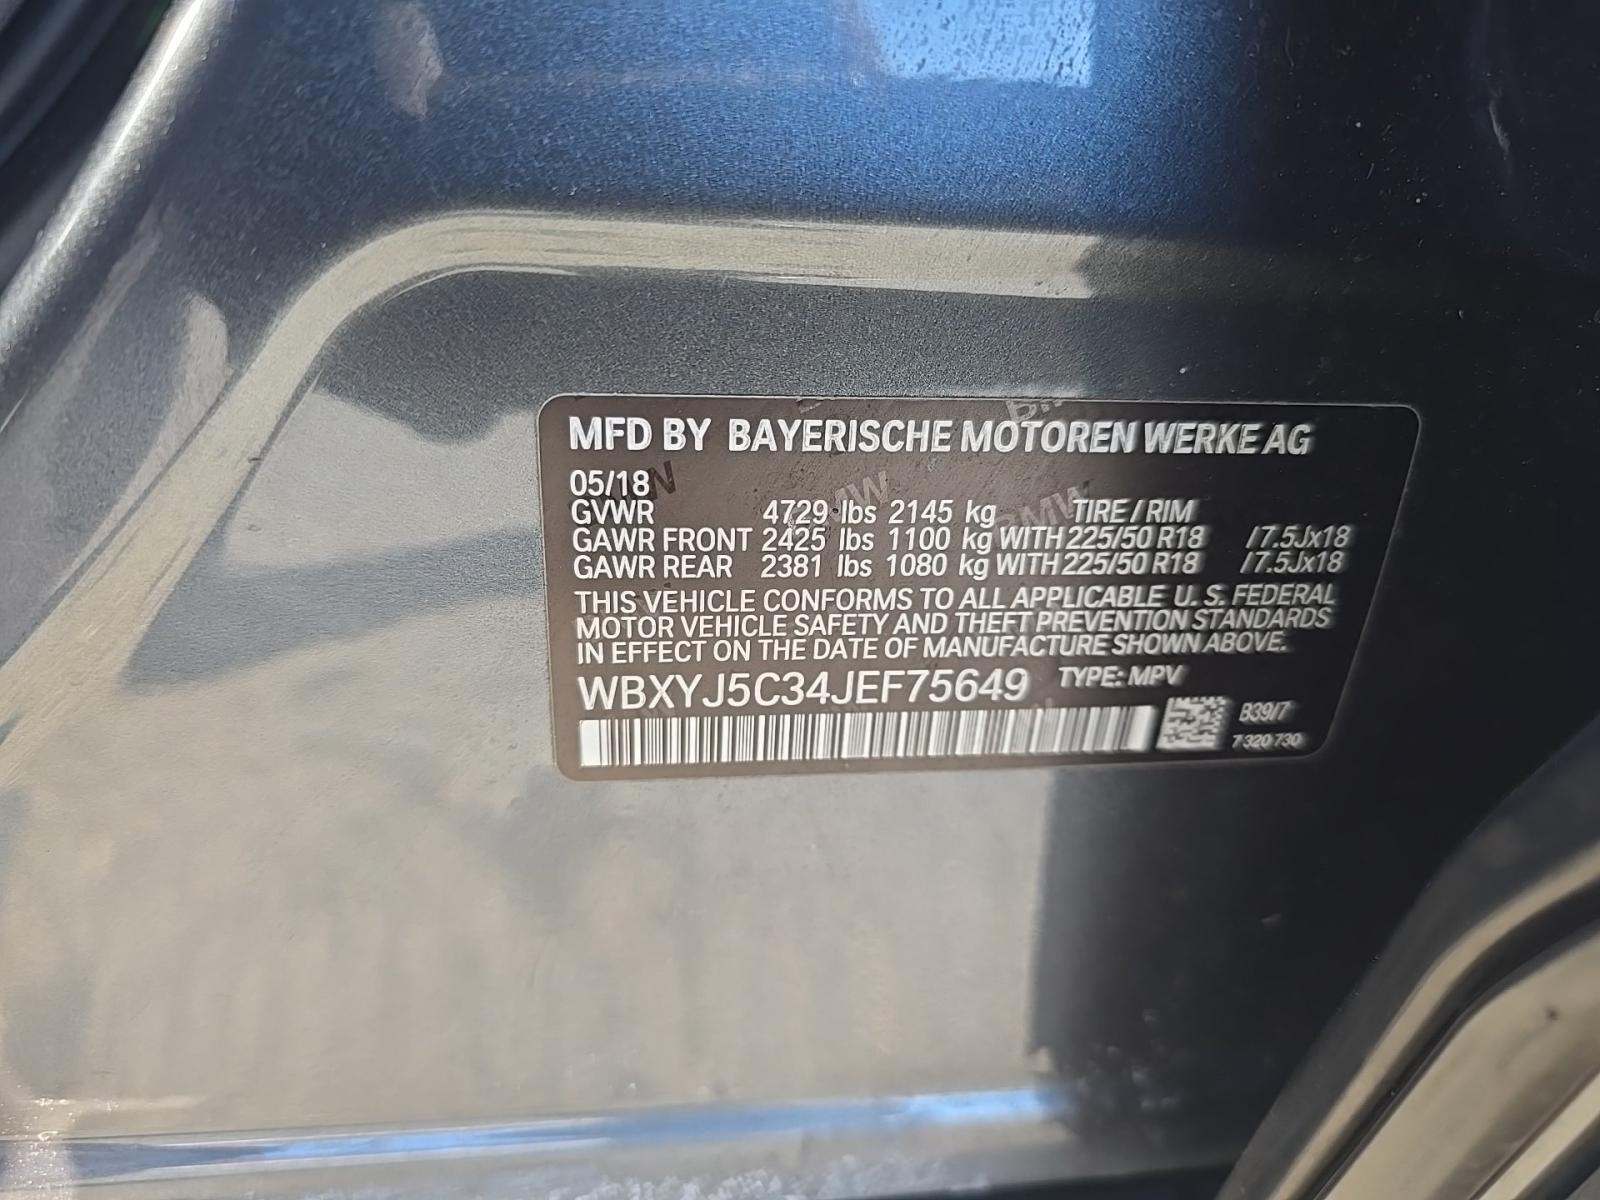 MFD BY BAYERISCHE MOTOREN WERKE AG
05/18
GVWR 4729 lbs 2145 kg TIRE / RIM
GAWR FRONT 2425 lbs 1100 kg WITH 225/50 R18 /7.5Jx18
GAWR REAR 2381 lbs 1080 kg WITH 225/50 R18 /7.5Jx18
THIS VEHICLE CONFORMS TO ALL APPLICABLE U. S. FEDERAL
MOTOR VEHICLE SAFETY AND THEFT PREVENTION STANDARDS
IN EFFECT ON THE DATE OF MANUFACTURE SHOWN ABOVE.
WBXYJ5C34JEF75649 TYPE: MPV
B39/7
7 320 730